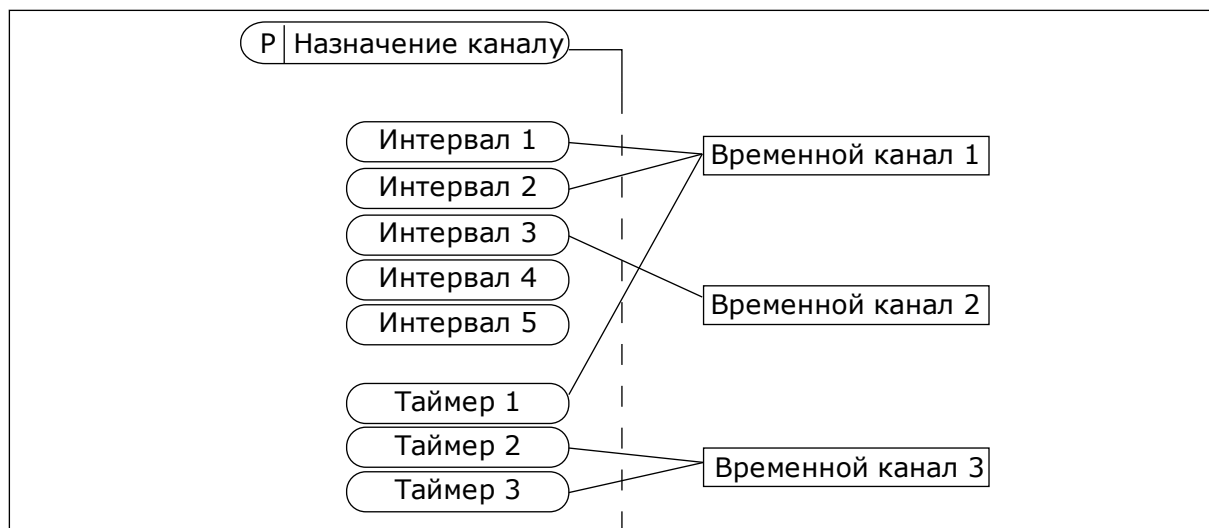 P Назначение каналу
Интервал 1
Интервал 2
Интервал 3
Интервал 4
Интервал 5
Таймер 1
Таймер 2
Таймер 3
Временной канал 1
Временной канал 2
Временной канал 3